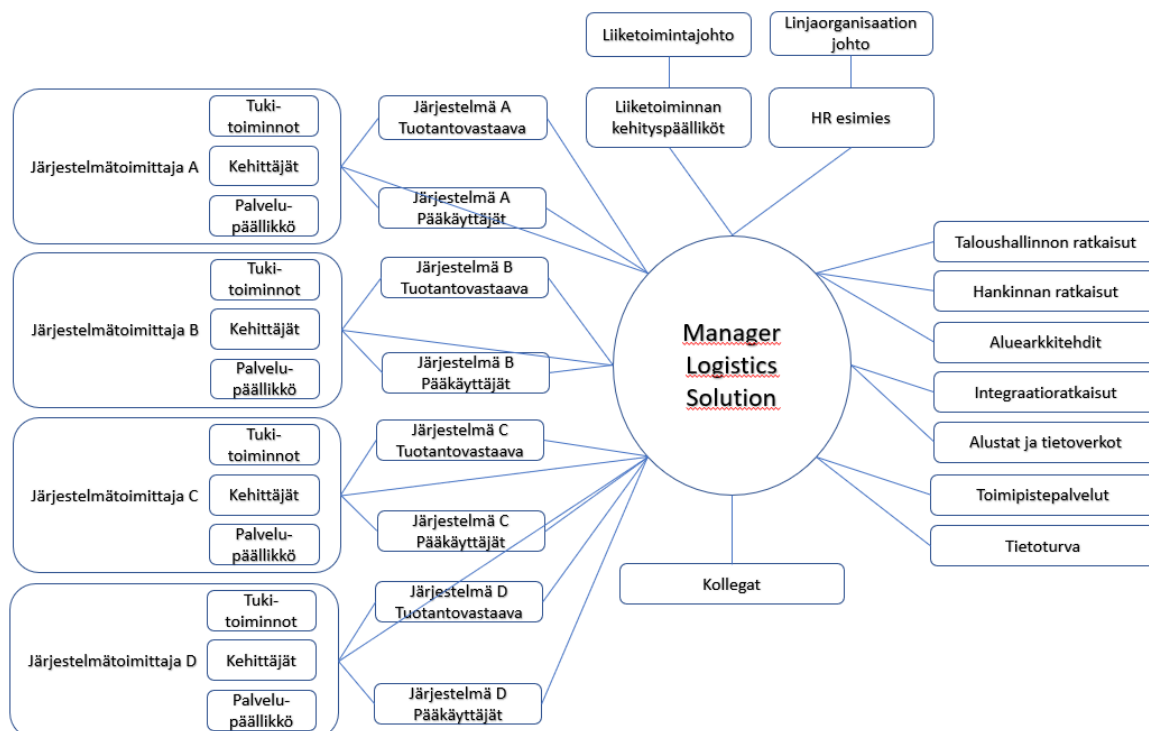 Liiketoimintajohto
Linjaorganisaation
johto
Liiketoiminnan
kehityspäälliköt
HR esimies
Järjestelmätoimittaja A
Tuki-
toiminnot
Kehittäjät
Palvelu-
päällikkö
Järjestelmä A
Tuotantovastaava
Järjestelmä A
Pääkäyttäjät
Järjestelmätoimittaja B
Tuki-
toiminnot
Kehittäjät
Palvelu-
päällikkö
Järjestelmä B
Tuotantovastaava
Järjestelmä B
Pääkäyttäjät
Järjestelmätoimittaja C
Tuki-
toiminnot
Kehittäjät
Palvelu-
päällikkö
Järjestelmä C
Tuotantovastaava
Järjestelmä C
Pääkäyttäjät
Järjestelmätoimittaja D
Tuki-
toiminnot
Kehittäjät
Palvelu-
päällikkö
Järjestelmä D
Tuotantovastaava
Järjestelmä D
Pääkäyttäjät
Manager
Logistics
Solution
Kollegat
Taloushallinnon ratkaisut
Hankinnan ratkaisut
Aluearkkitehdit
Integraatioratkaisut
Alustat ja tietoverkot
Toimipistepalvelut
Tietoturva